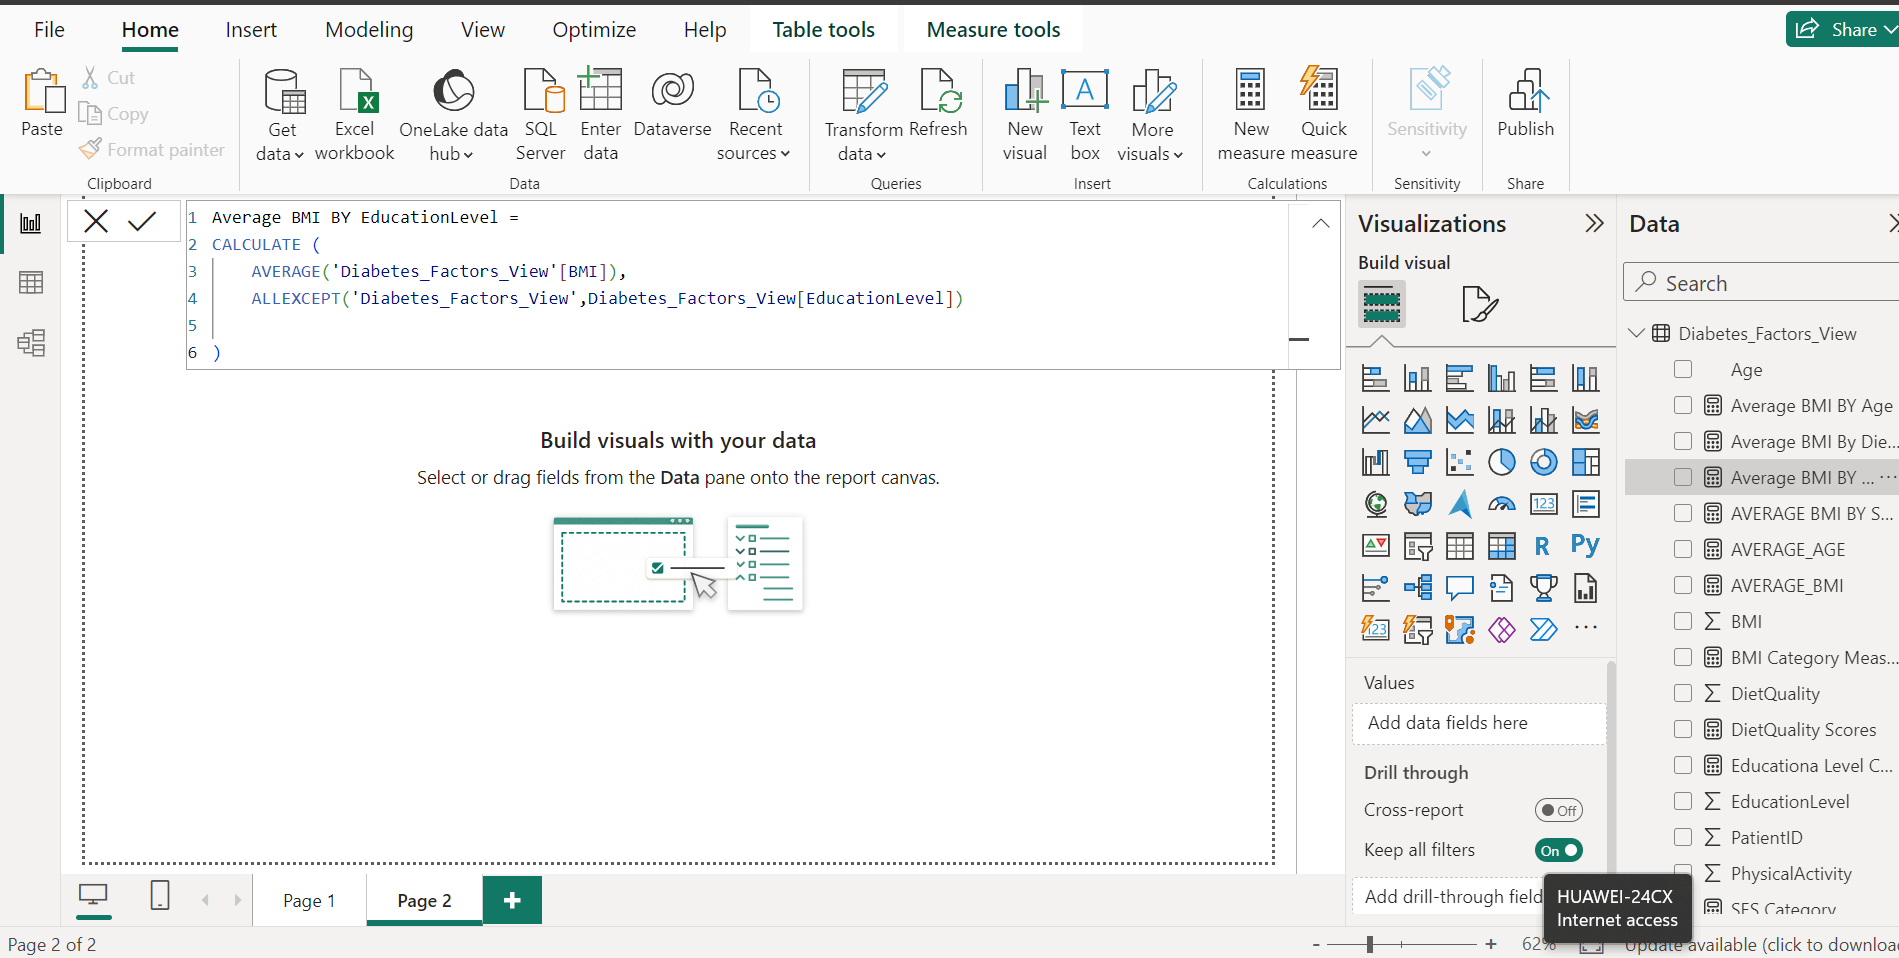 File Home Insert Modeling View Optimize Help Table tools Measure tools Share
Paste
Cut
Copy
Format painter
Clipboard
Get data
Excel workbook
OneLake data hub
SQL Server
Enter data
Dataverse
Recent sources
Data
Transform data
Refresh
Queries
New visual
Text box
More visuals
Insert
New measure
Quick measure
Calculations
Sensitivity
Sensitivity
Publish
Share
1 Average BMI BY EducationLevel =
2 CALCULATE (
3 AVERAGE('Diabetes_Factors_View'[BMI]),
4 ALLEXCEPT('Diabetes_Factors_View',Diabetes_Factors_View[EducationLevel])
5
6 )
Build visuals with your data
Select or drag fields from the Data pane onto the report canvas.
Visualizations
Build visual
123
R
Py
123
Values
Add data fields here
Drill through
Cross-report Off
Keep all filters On
Add drill-through field
Data
Search
Diabetes_Factors_View
Age
Average BMI BY Age
Average BMI By Die...
Average BMI BY ... ...
AVERAGE BMI BY S...
AVERAGE_AGE
AVERAGE_BMI
BMI
BMI Category Meas...
DietQuality
DietQuality Scores
Educationa Level C...
EducationLevel
PatientID
PhysicalActivity
SES Category
HUAWEI-24CX
Internet access
Page 1
Page 2
Page 2 of 2
- + 62%
Update available (click to downloa